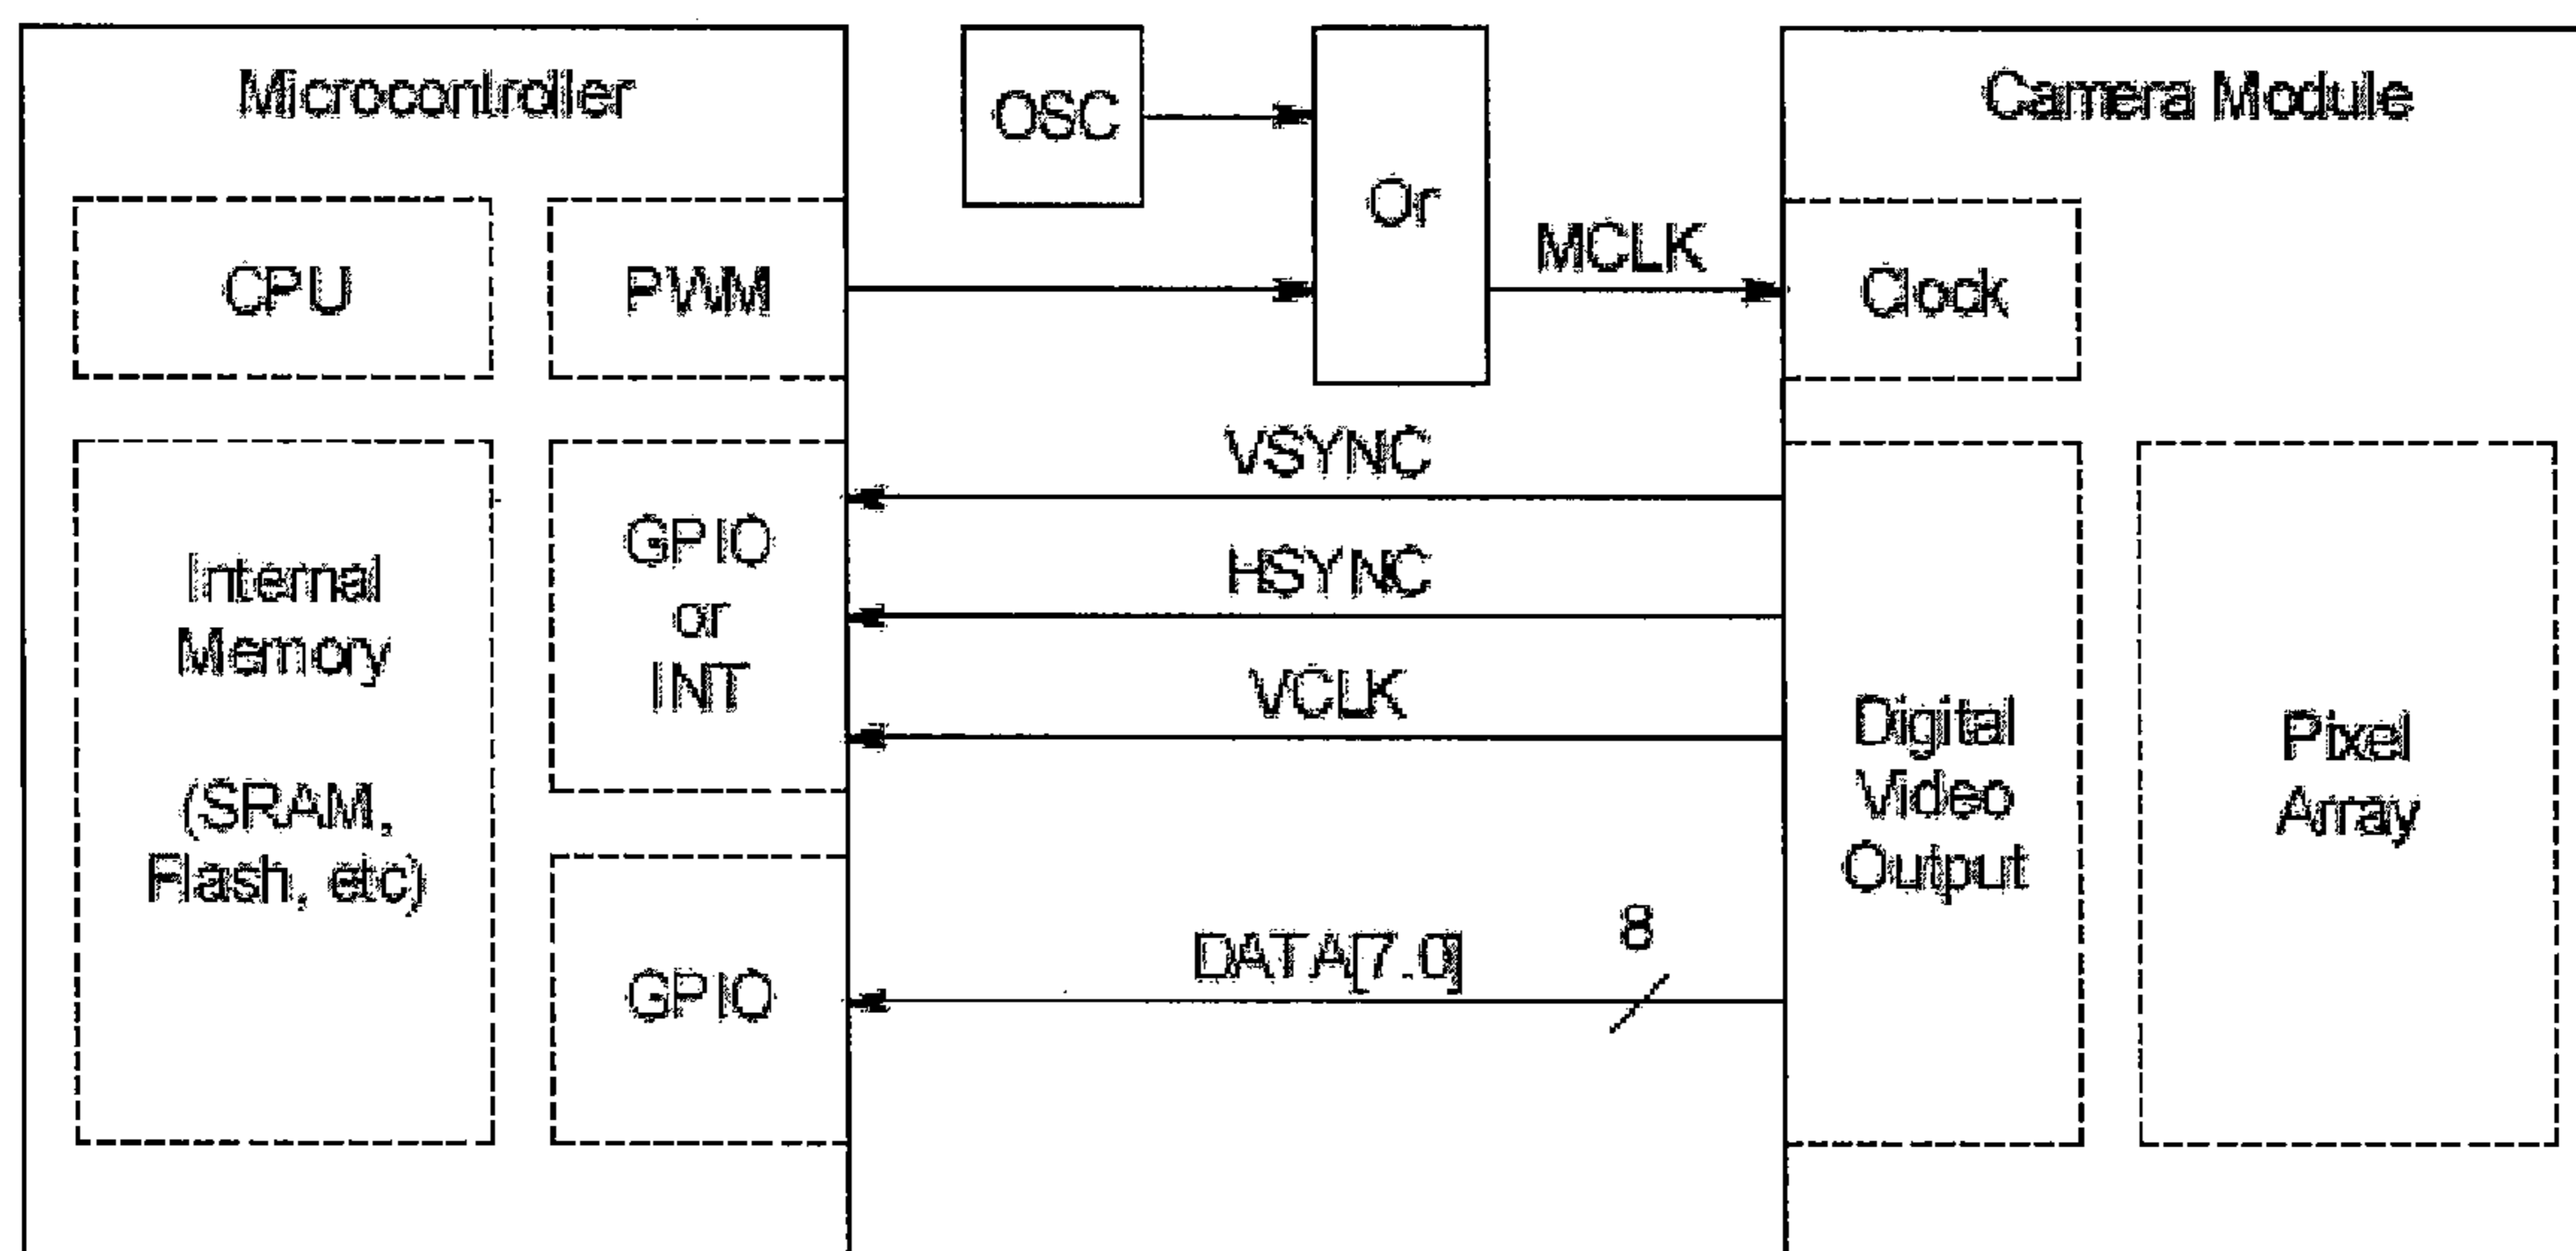 Microcontroller
OSC
Or
Camera Module
CPU
PWM
MCLK
Clock
VSYNC
HSYNC
VCLK
Internal
Memory
(SRAM,
Flash, etc)
GPIO
or
INT
GPIO
DATA[7.0]
8
Digital
Video
Output
Pixel
Array